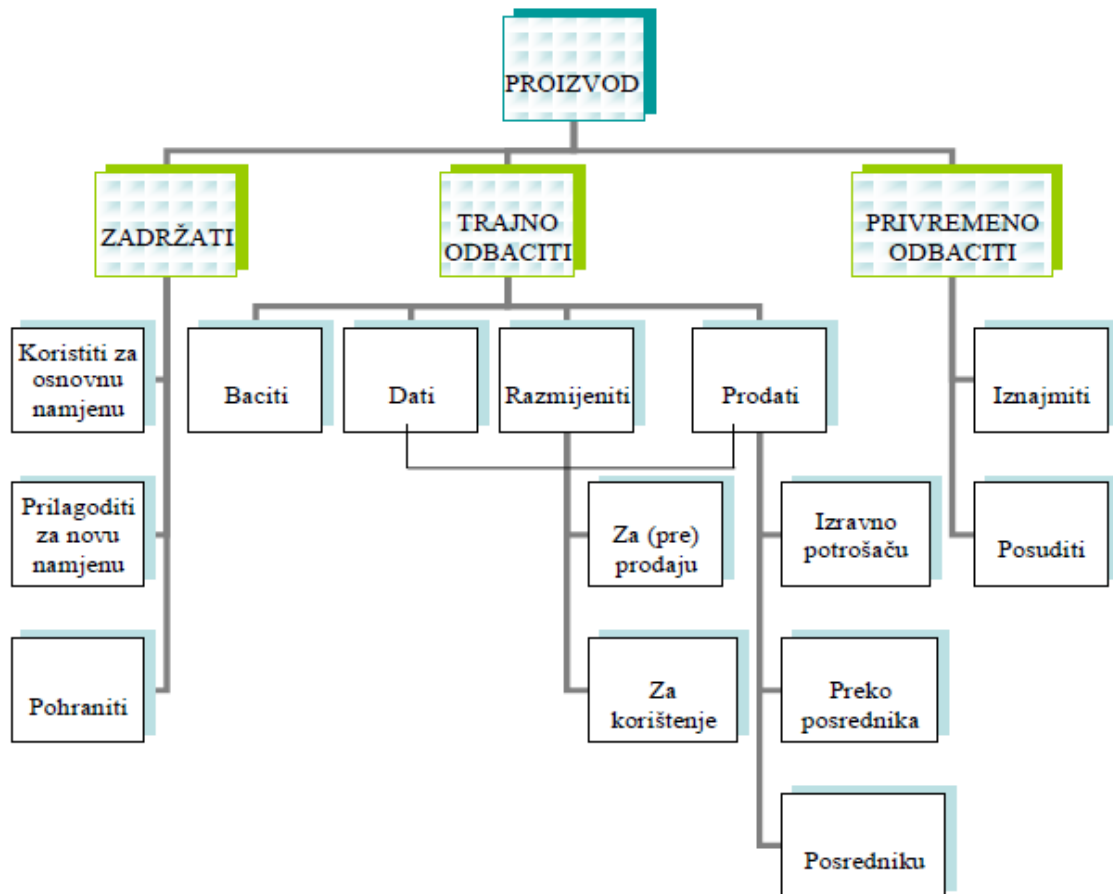 PROIZVOD
ZADRŽATI
TRAJNO
ODBACITI
PRIVREMENO
ODBACITI
Koristiti za
osnovnu
namjenu
Baciti
Dati
Razmijeniti
Prodati
Iznajmiti
Prilagoditi
za novu
namjenu
Za (pre)
prodaju
Izravno
potrošaču
Posuditi
Pohraniti
Za
korištenje
Preko
posrednika
Posredniku